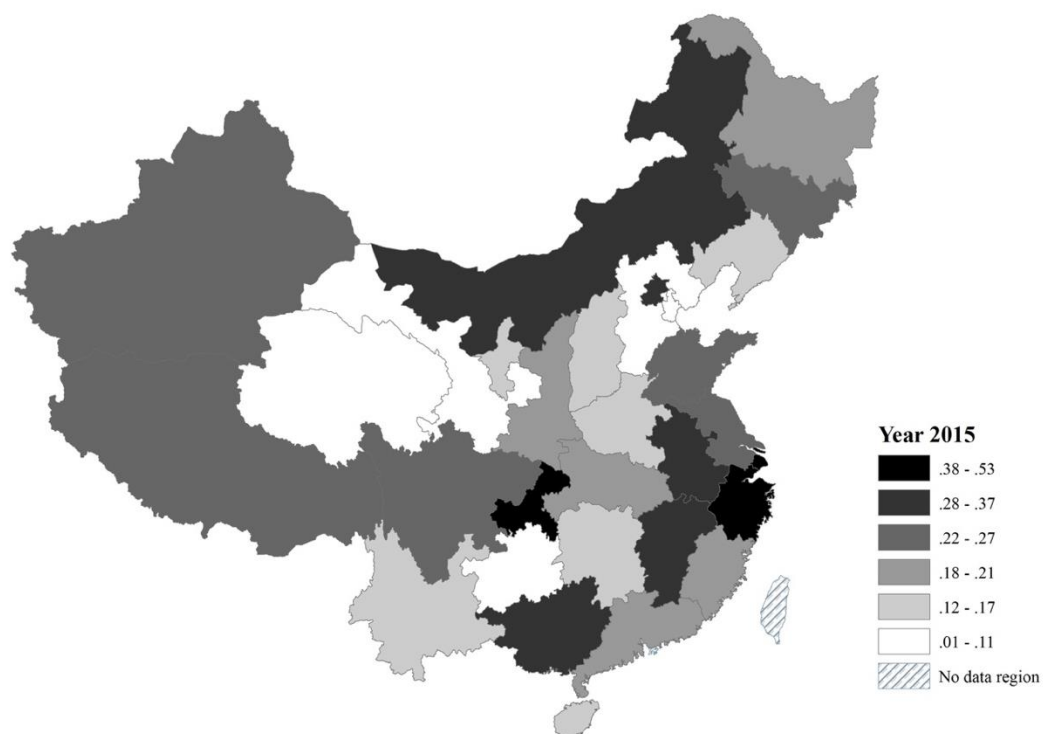 Year 2015
.38 - .53
.28 - .37
.22 - .27
.18 - .21
.12 - .17
.01 - .11
No data region